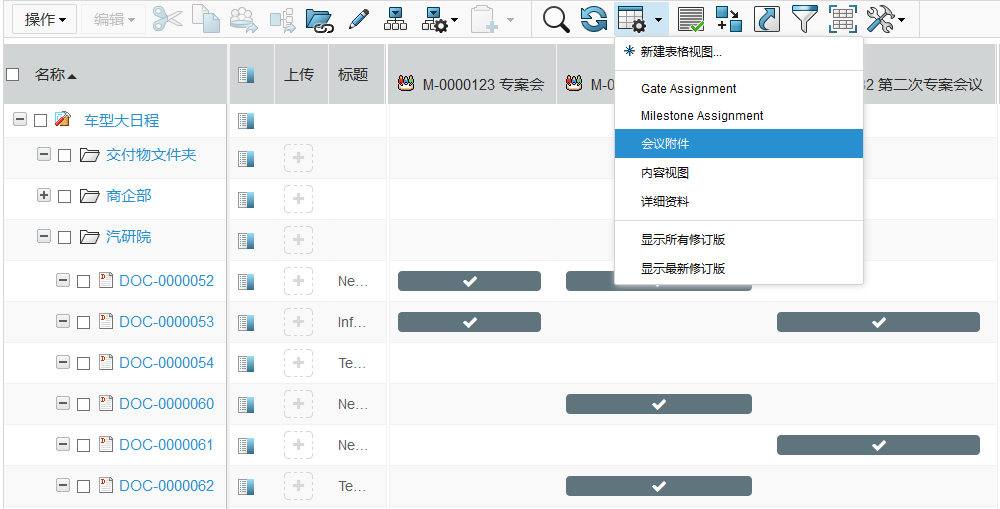 操作
编辑
新建表格视图...
Gate Assignment
Milestone Assignment
会议附件
内容视图
详细资料
显示所有修订版
显示最新修订版
名称
上传
标题
M-0000123 专案会
M-0
2 第二次专案会议
车型大日程
交付物文件夹
商企部
汽研院
DOC-0000052 Ne...
DOC-0000053 Inf...
DOC-0000054 Te...
DOC-0000060 Ne...
DOC-0000061 Ne...
DOC-0000062 Te...